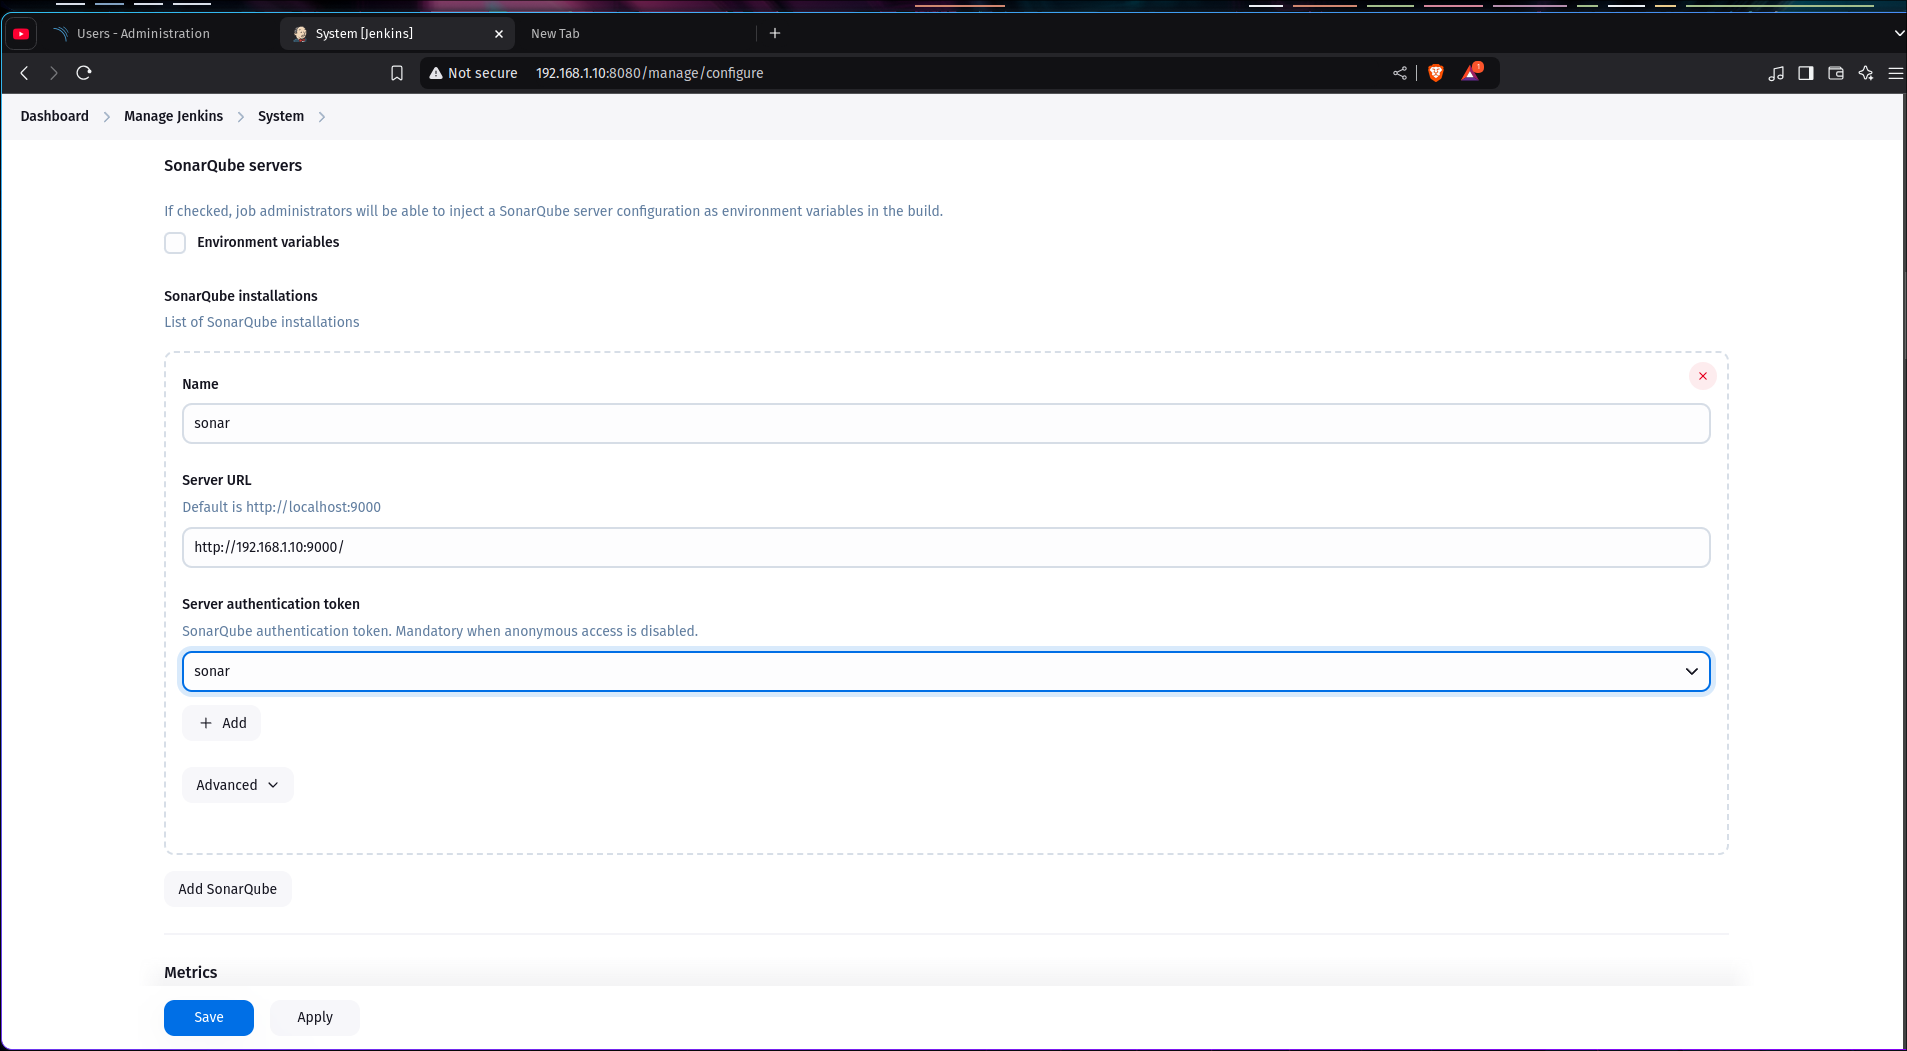 Users - Administration
System [Jenkins]
New Tab
Not secure
192.168.1.10:8080/manage/configure
1
Dashboard
Manage Jenkins
System
SonarQube servers
If checked, job administrators will be able to inject a SonarQube server configuration as environment variables in the build.
Environment variables
SonarQube installations
List of SonarQube installations
Name
sonar
Server URL
Default is http://localhost:9000
http://192.168.1.10:9000/
Server authentication token
SonarQube authentication token. Mandatory when anonymous access is disabled.
sonar
Add
Advanced
Add SonarQube
Metrics
Save
Apply